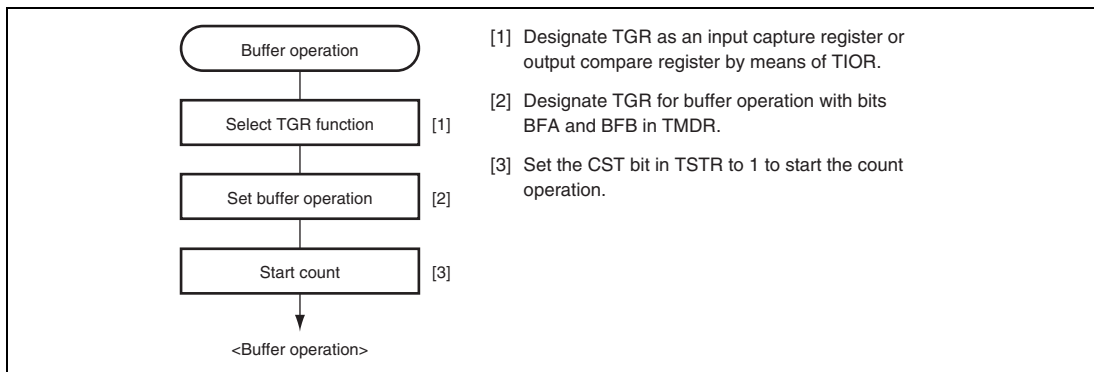 Buffer operation
Select TGR function [1]
Set buffer operation [2]
Start count [3]
<Buffer operation>
[1] Designate TGR as an input capture register or
output compare register by means of TIOR.
[2] Designate TGR for buffer operation with bits
BFA and BFB in TMDR.
[3] Set the CST bit in TSTR to 1 to start the count
operation.